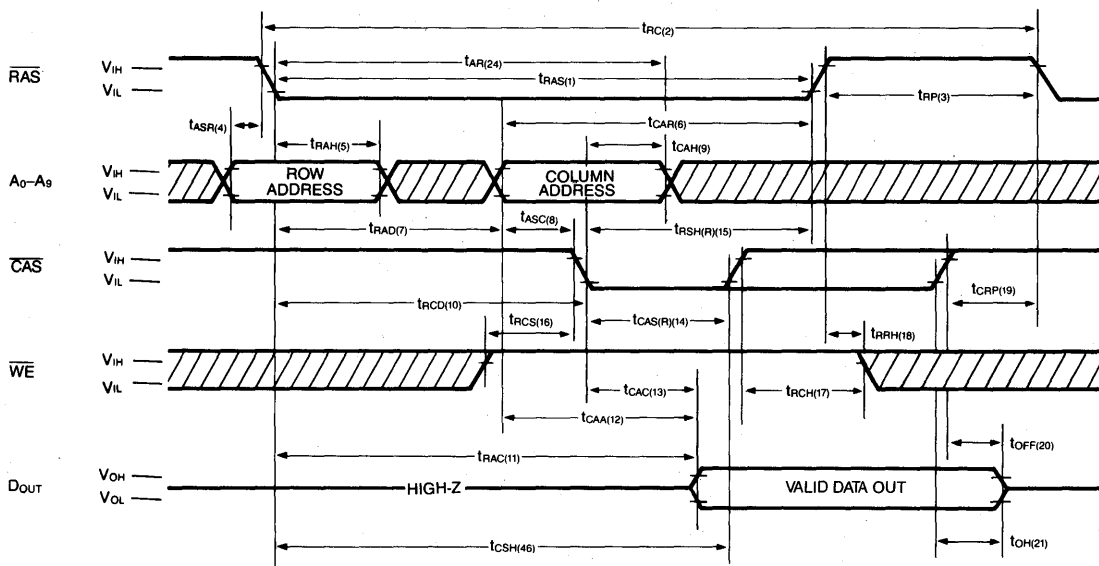 tRC(2)
RAS
VIH
VIL
tAR(24)
tRAS(1)
tRP(3)
tASR(4)
tRAH(5)
tCAR(6)
tCAH(9)
A0–A9
VIH
VIL
ROW
ADDRESS
COLUMN
ADDRESS
tRAD(7)
tASC(8)
tRSH(R)(15)
CAS
VIH
VIL
tRCD(10)
tRCS(16)
tCAS(R)(14)
tCRP(19)
tRRH(18)
WE
VIH
VIL
tCAC(13)
tRCH(17)
tCAA(12)
tRAC(11)
tOFF(20)
DOUT
VOH
VOL
HIGH-Z
VALID DATA OUT
tCSH(46)
tOH(21)